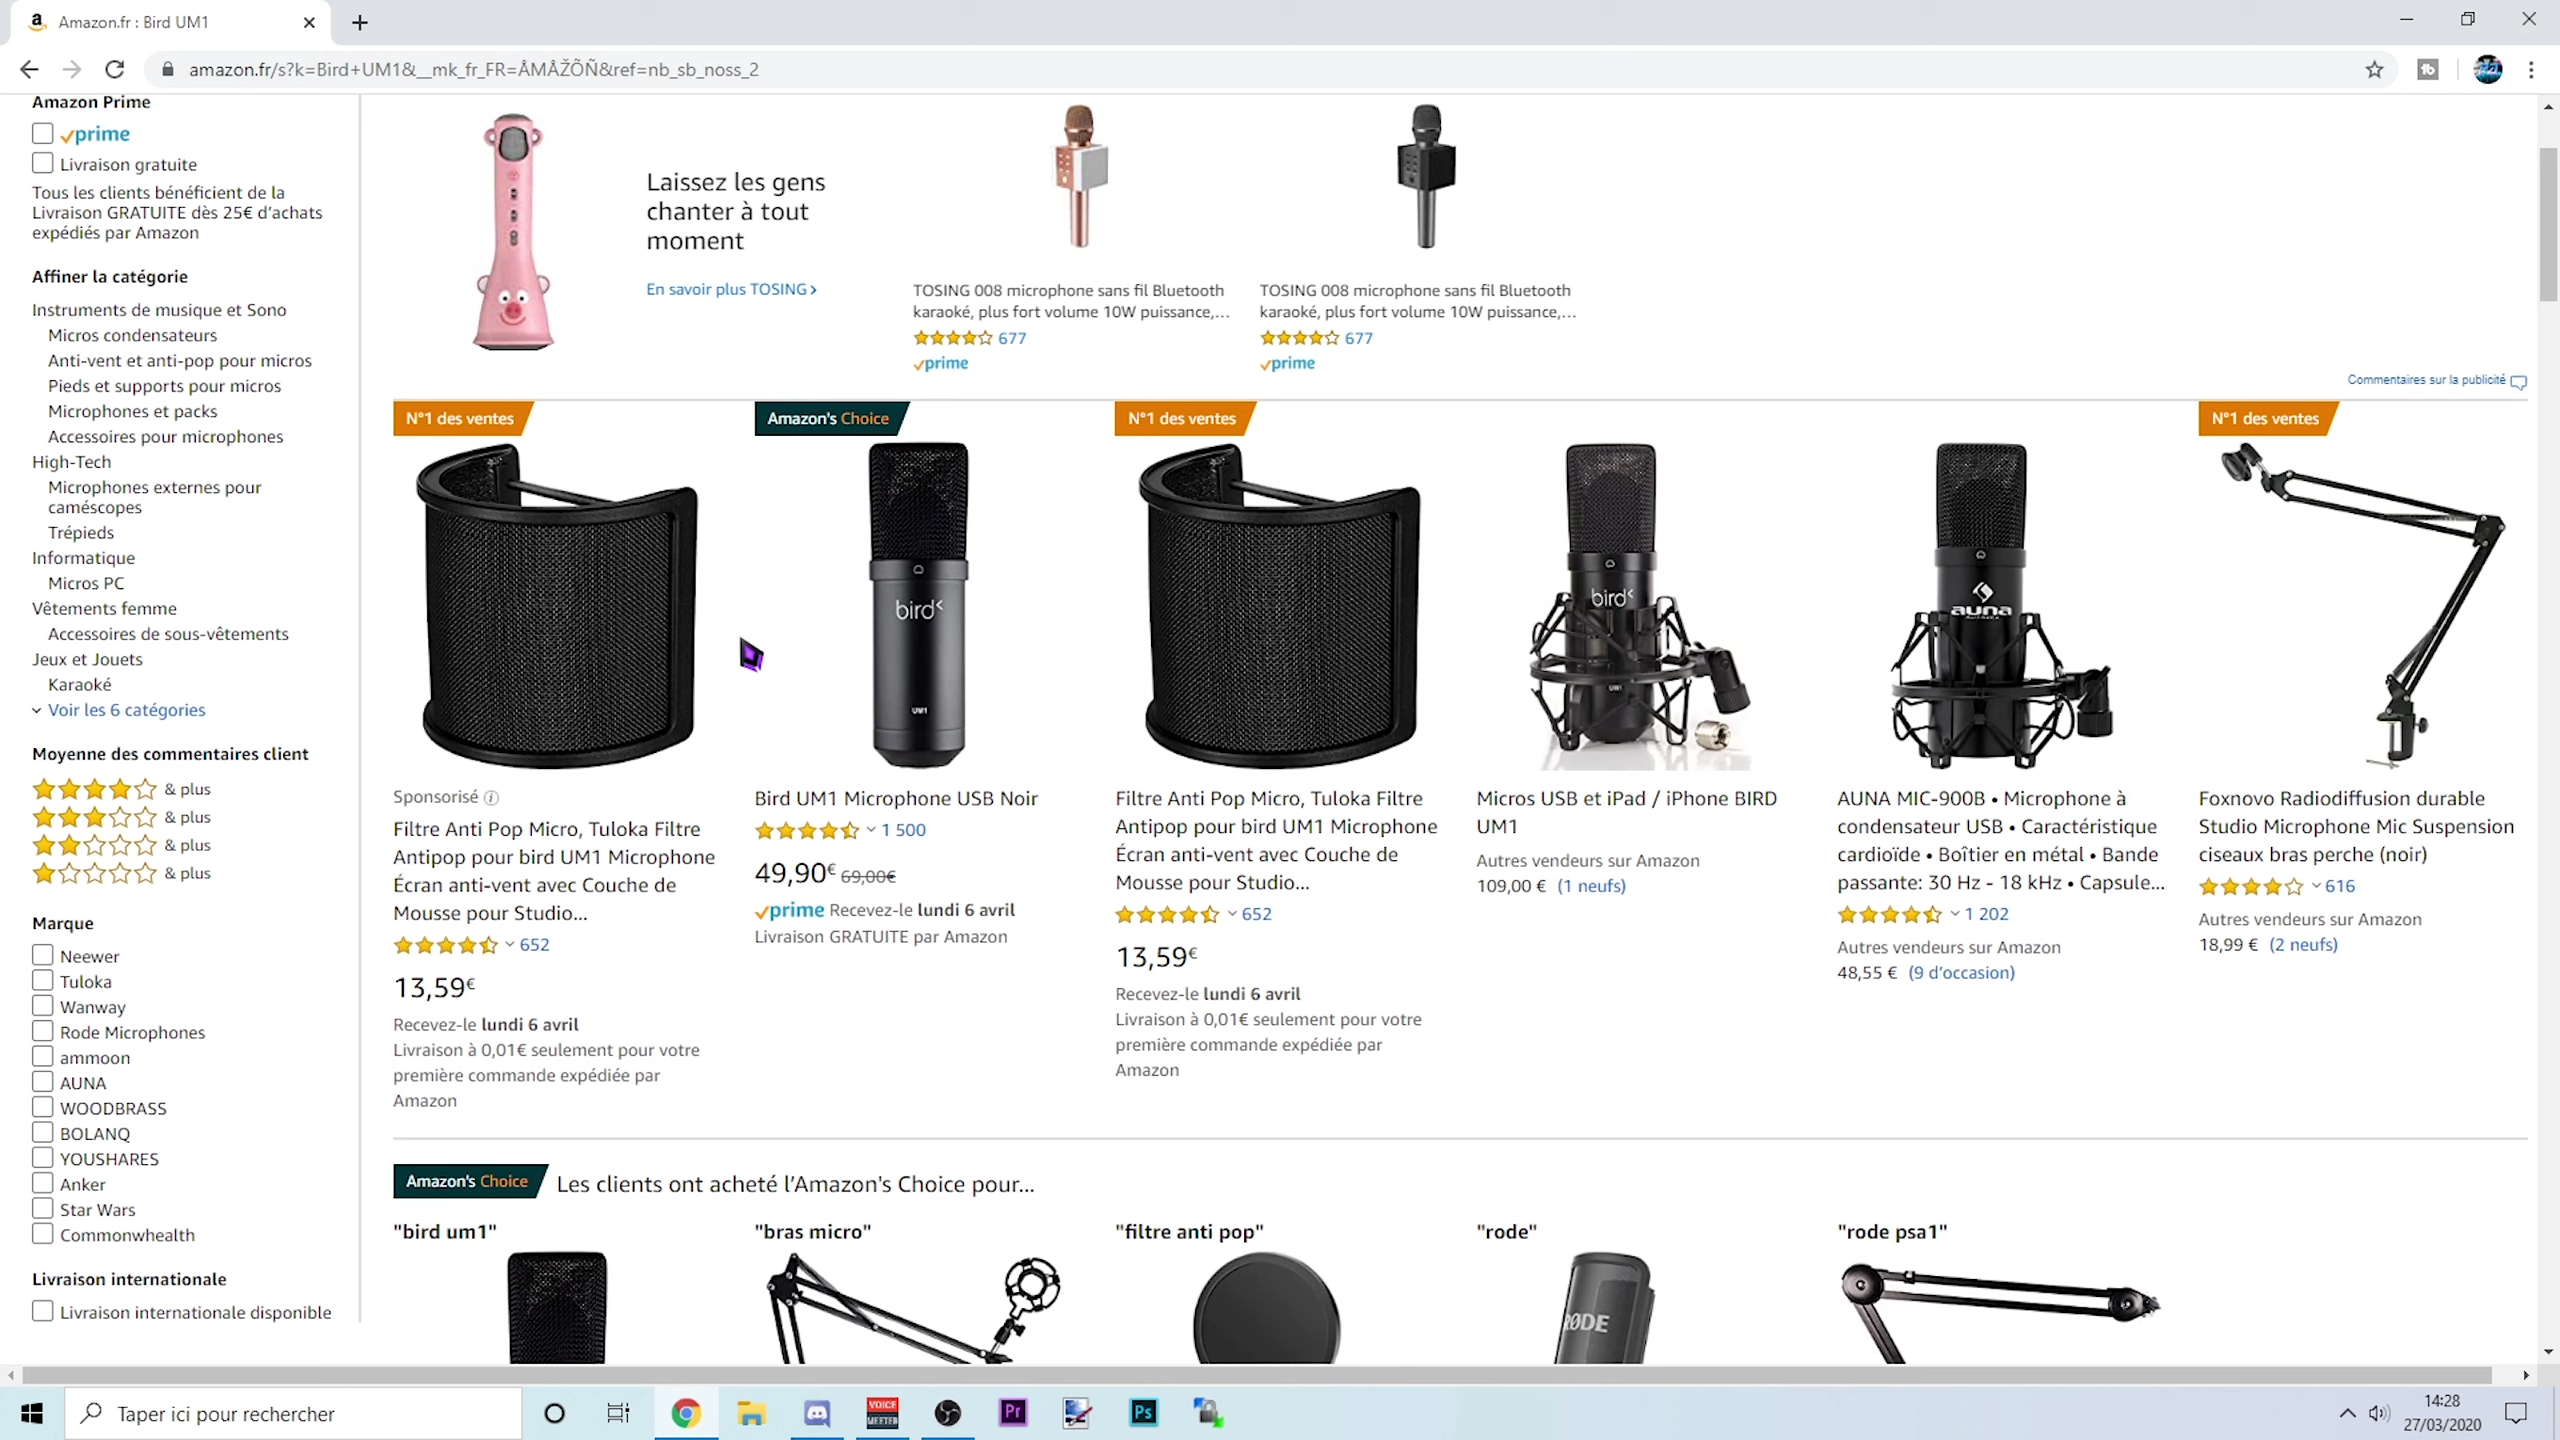 Amazon.fr : Bird UM1
amazon.fr/s?k=Bird+UM1&__mk_fr_FR=ÅMÅŽÕÑ&ref=nb_sb_noss_2
Amazon Prime
prime
Livraison gratuite
Tous les clients bénéficient de la
Livraison GRATUITE dès 25€ d’achats
expédiés par Amazon
Affiner la catégorie
Instruments de musique et Sono
Micros condensateurs
Anti-vent et anti-pop pour micros
Pieds et supports pour micros
Microphones et packs
Accessoires pour microphones
High-Tech
Microphones externes pour
caméscopes
Trépieds
Informatique
Micros PC
Vêtements femme
Accessoires de sous-vêtements
Jeux et Jouets
Karaoké
Voir les 6 catégories
Moyenne des commentaires client
& plus
& plus
& plus
& plus
Marque
Neewer
Tuloka
Wanway
Rode Microphones
ammoon
AUNA
WOODBRASS
BOLANQ
YOUSHARES
Anker
Star Wars
Commonwhealth
Livraison internationale
Livraison internationale disponible
Laissez les gens
chanter à tout
moment
En savoir plus TOSING ›
TOSING 008 microphone sans fil Bluetooth
karaoké, plus fort volume 10W puissance,...
677
prime
TOSING 008 microphone sans fil Bluetooth
karaoké, plus fort volume 10W puissance,...
677
prime
Commentaires sur la publicité
N°1 des ventes
Sponsorisé
Filtre Anti Pop Micro, Tuloka Filtre
Antipop pour bird UM1 Microphone
Écran anti-vent avec Couche de
Mousse pour Studio...
652
13,59€
Recevez-le lundi 6 avril
Livraison à 0,01€ seulement pour votre
première commande expédiée par
Amazon
Amazon's Choice
bird
UM1
Bird UM1 Microphone USB Noir
1 500
49,90€ 69,00€
prime Recevez-le lundi 6 avril
Livraison GRATUITE par Amazon
N°1 des ventes
Filtre Anti Pop Micro, Tuloka Filtre
Antipop pour bird UM1 Microphone
Écran anti-vent avec Couche de
Mousse pour Studio...
652
13,59€
Recevez-le lundi 6 avril
Livraison à 0,01€ seulement pour votre
première commande expédiée par
Amazon
bird
UM1
Micros USB et iPad / iPhone BIRD
UM1
Autres vendeurs sur Amazon
109,00 € (1 neufs)
auna
AUNA MIC-900B • Microphone à
condensateur USB • Caractéristique
cardioïde • Boîtier en métal • Bande
passante: 30 Hz - 18 kHz • Capsule...
1 202
Autres vendeurs sur Amazon
48,55 € (9 d’occasion)
N°1 des ventes
Foxnovo Radiodiffusion durable
Studio Microphone Mic Suspension
ciseaux bras perche (noir)
616
Autres vendeurs sur Amazon
18,99 € (2 neufs)
Amazon's Choice Les clients ont acheté l’Amazon's Choice pour...
"bird um1"
"bras micro"
"filtre anti pop"
"rode"
"rode psa1"
RØDE
Taper ici pour rechercher
VOICE
MEETER
Pr
Ps
14:28
27/03/2020